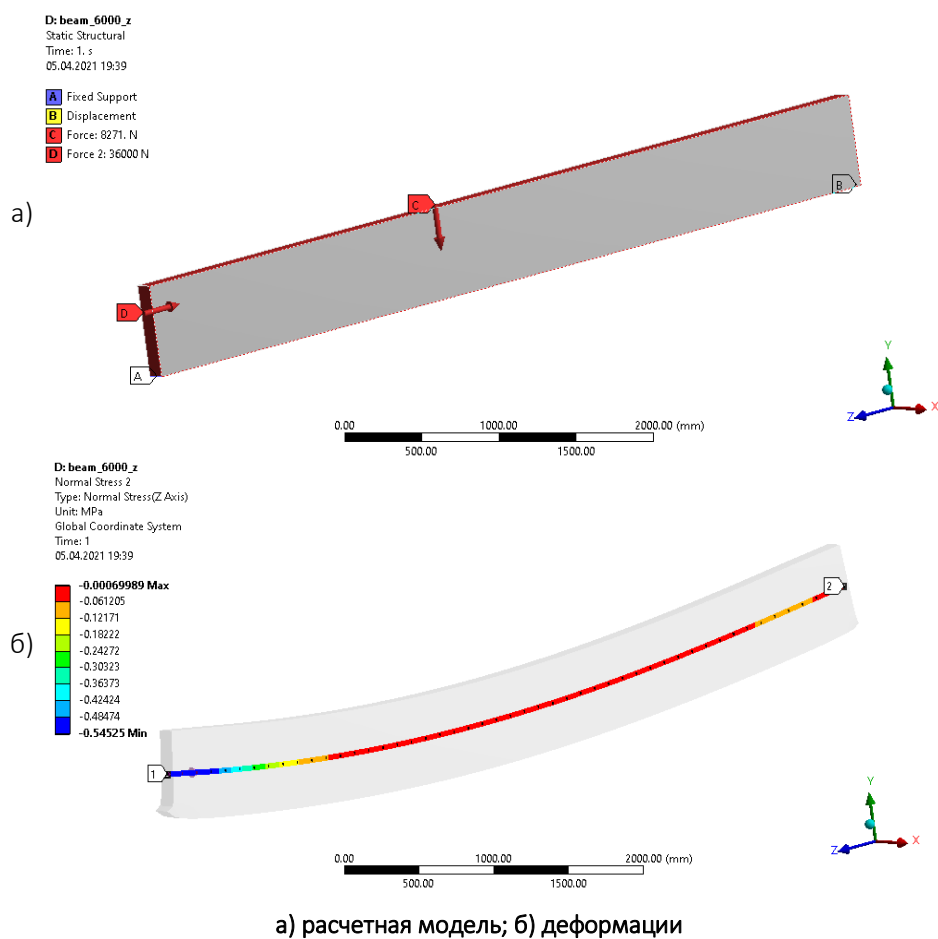 D: beam_6000_z
Static Structural
Time: 1. s
05.04.2021 19:39
A Fixed Support
B Displacement
C Force: 8271. N
D Force 2: 36000 N
а)
C
B
D
A
Y
Z X
0.00 1000.00 2000.00 (mm)
500.00 1500.00
D: beam_6000_z
Normal Stress 2
Type: Normal Stress(Z Axis)
Unit: MPa
Global Coordinate System
Time: 1
05.04.2021 19:39
-0.00069989 Max
-0.061205
-0.12171
-0.18222
-0.24272
-0.30323
-0.36373
-0.42424
-0.48474
-0.54525 Min
б)
2
1
Y
Z X
0.00 1000.00 2000.00 (mm)
500.00 1500.00
а) расчетная модель; б) деформации